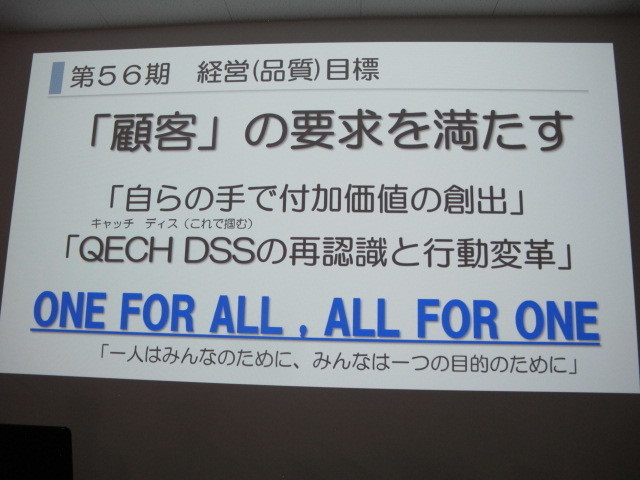 第56期　経営(品質)目標
「顧客」の要求を満たす
「自らの手で付加価値の創出」
キャッチ　ディス（これで掴む）
「QECH DSSの再認識と行動変革」
ONE FOR ALL , ALL FOR ONE
「一人はみんなのために、みんなは一つの目的のために」